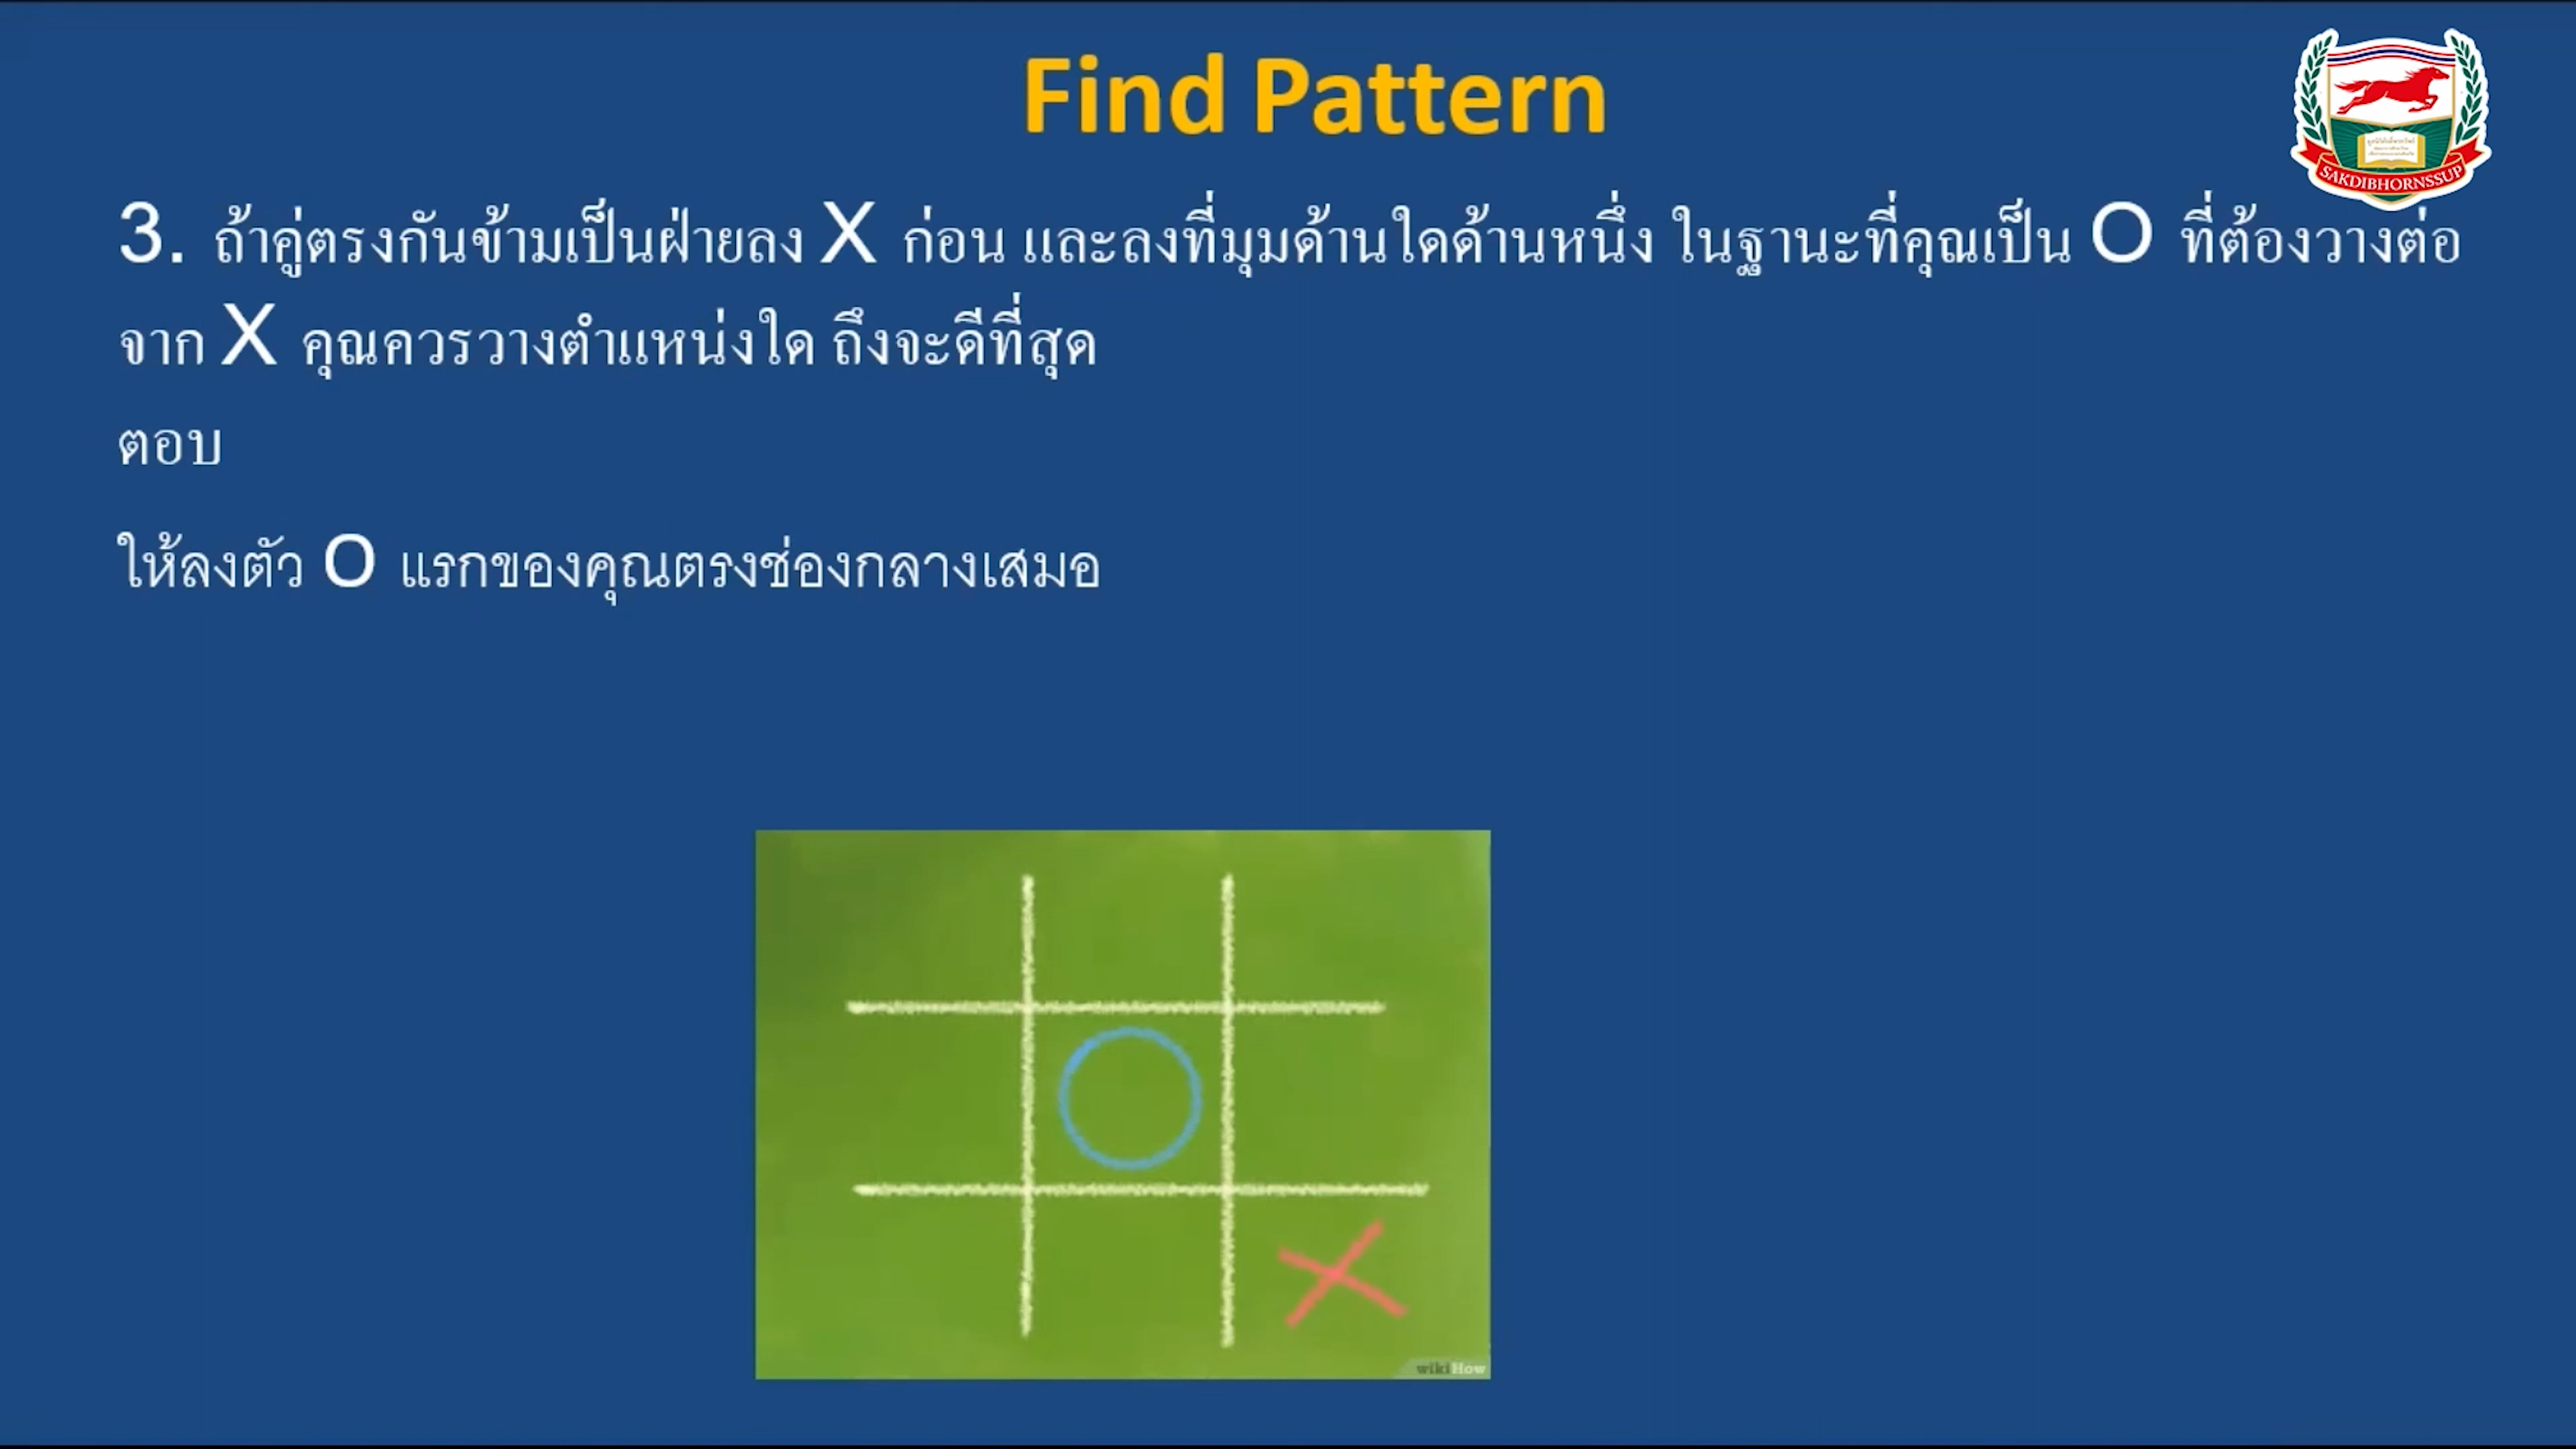 Find Pattern
SAKDIBHORNSSUP
3. ถ้าคู่ตรงกันข้ามเป็นฝ่ายลง X ก่อน และลงที่มุมด้านใดด้านหนึ่ง ในฐานะที่คุณเป็น O ที่ต้องวางต่อ
จาก X คุณควรวางตำแหน่งใด ถึงจะดีที่สุด
ตอบ
ให้ลงตัว O แรกของคุณตรงช่องกลางเสมอ
wikiHow